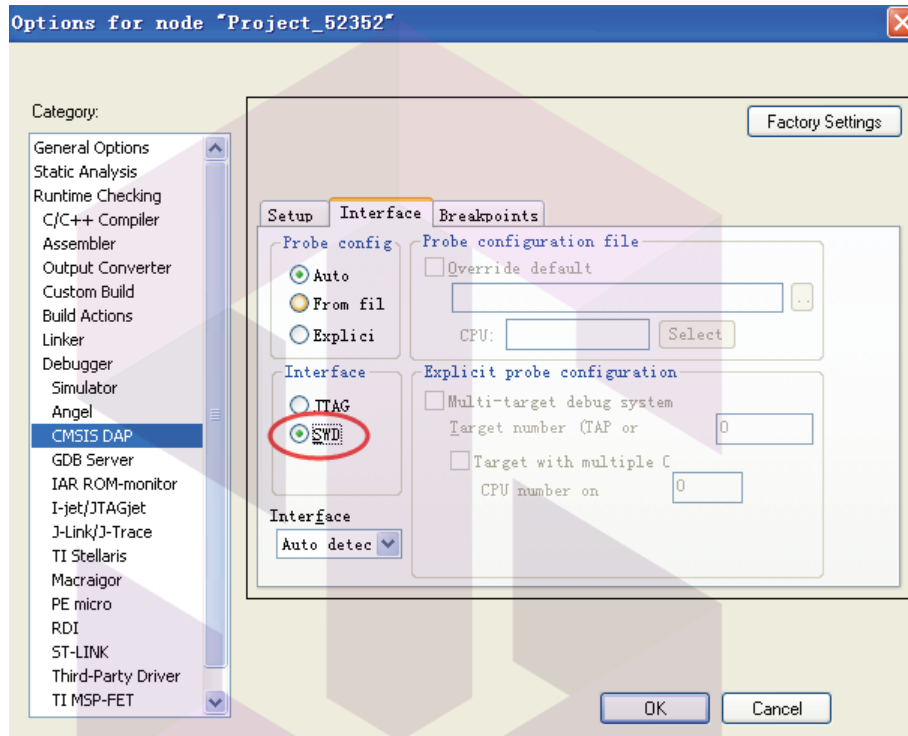 Options for node "Project_52352"
Category:
Factory Settings
General Options
Static Analysis
Runtime Checking
C/C++ Compiler
Assembler
Output Converter
Custom Build
Build Actions
Linker
Debugger
Simulator
Angel
CMSIS DAP
GDB Server
IAR ROM-monitor
I-jet/JTAGjet
J-Link/J-Trace
TI Stellaris
Macraigor
PE micro
RDI
ST-LINK
Third-Party Driver
TI MSP-FET
Setup Interface Breakpoints
Probe config
Auto
From fil
Explici
Probe configuration file
Override default
..
CPU: Select
Interface
JTAG
SWD
Explicit probe configuration
Multi-target debug system
Target number (TAP or 0
Target with multiple C
CPU number on 0
Interface
Auto detec
OK Cancel